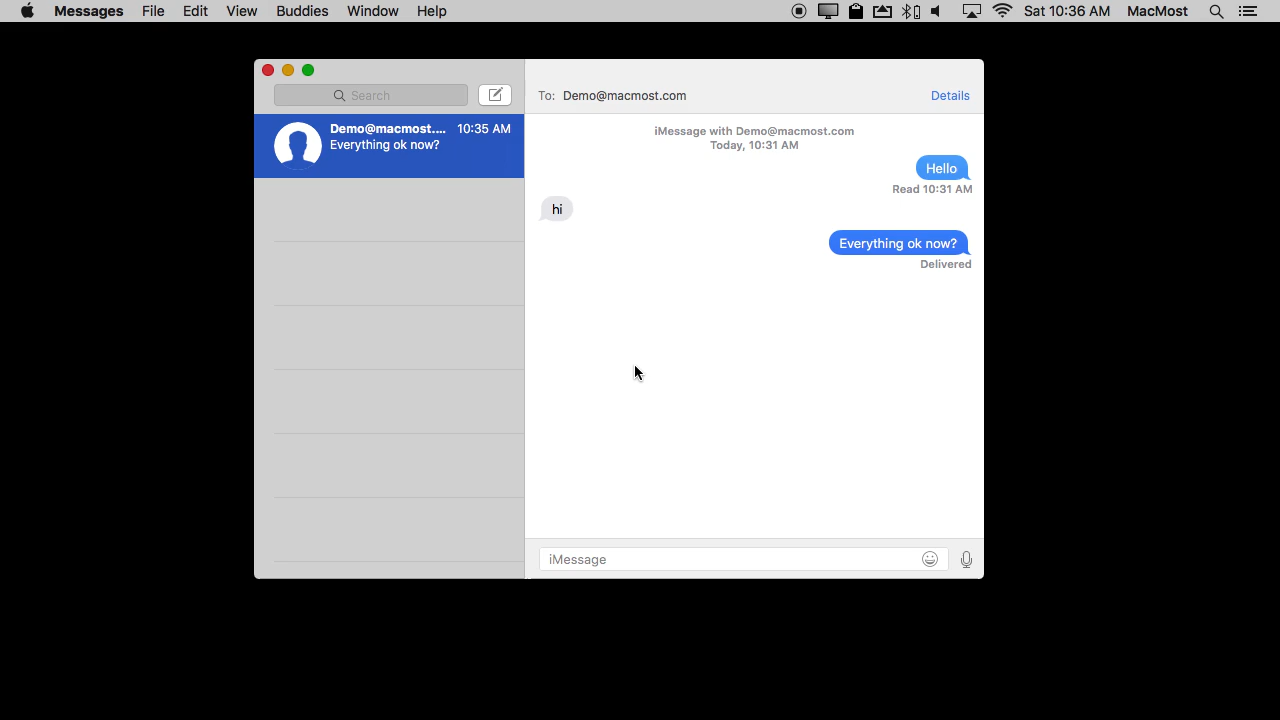 Messages File Edit View Buddies Window Help Sat 10:36 AM MacMost
Search
Demo@macmost.... 10:35 AM
Everything ok now?
To: Demo@macmost.com Details
iMessage with Demo@macmost.com
Today, 10:31 AM
Hello
Read 10:31 AM
hi
Everything ok now?
Delivered
iMessage